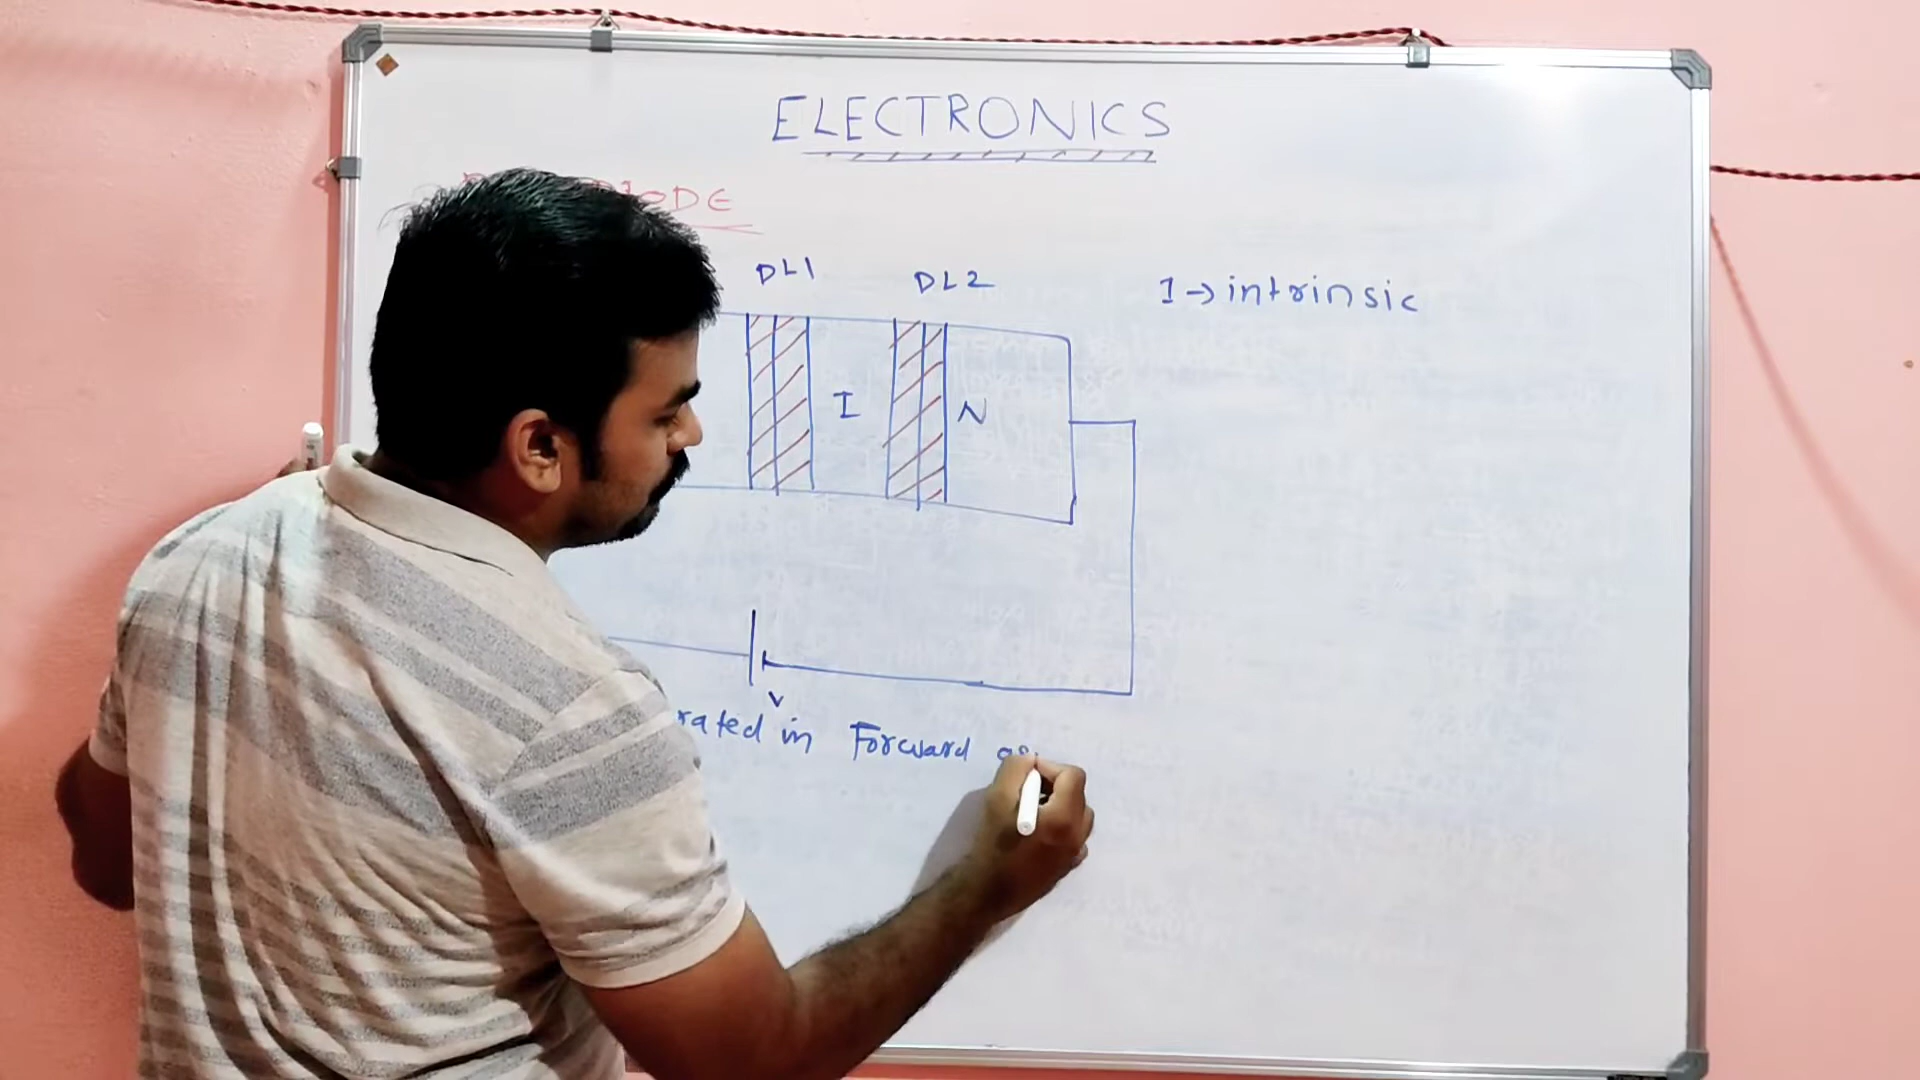 ELECTRONICS
DIODE
DL1 DL2
I → intrinsic
I N
V
rated in Forward